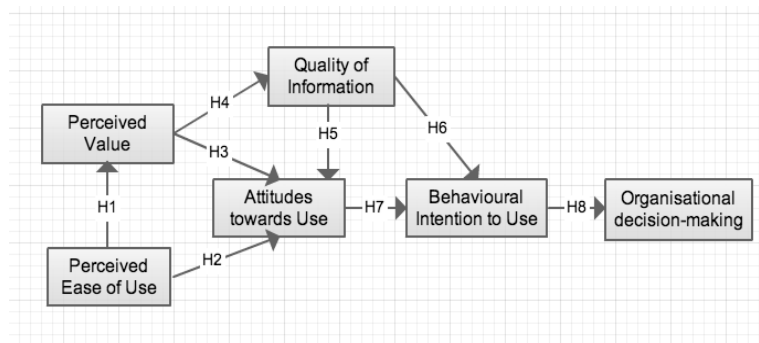 Quality of
Information
H4
Perceived
Value
H5
H6
H3
Attitudes
towards Use
Behavioural
Intention to Use
Organisational
decision-making
H1
H7
H8
H2
Perceived
Ease of Use